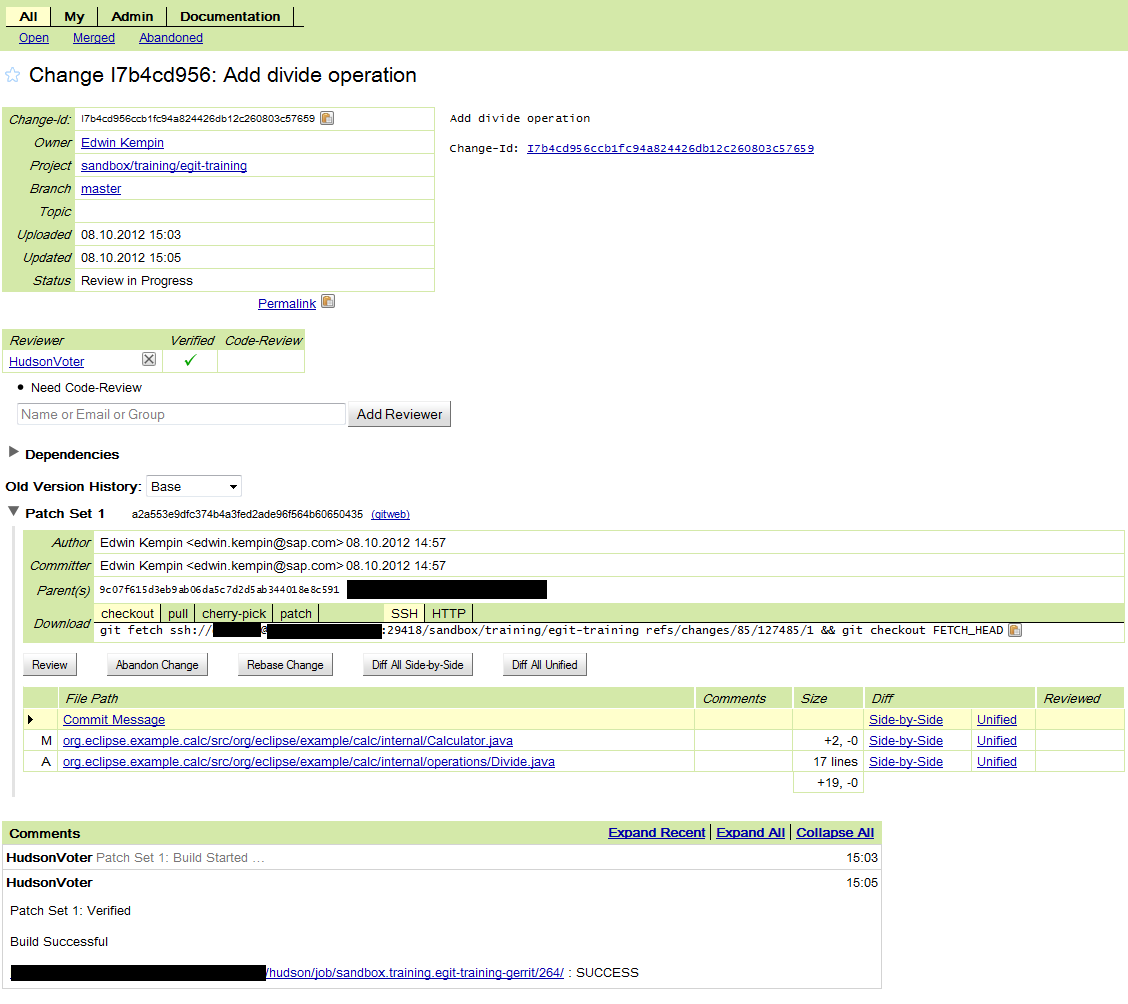 All My Admin Documentation
Open Merged Abandoned
Change I7b4cd956: Add divide operation
Change-Id: I7b4cd956ccb1fc94a824426db12c260803c57659
Owner Edwin Kempin
Project sandbox/training/egit-training
Branch master
Topic
Uploaded 08.10.2012 15:03
Updated 08.10.2012 15:05
Status Review in Progress
Permalink
Add divide operation
Change-Id: I7b4cd956ccb1fc94a824426db12c260803c57659
Reviewer Verified Code-Review
HudsonVoter
Need Code-Review
Name or Email or Group Add Reviewer
Dependencies
Old Version History: Base
Patch Set 1 a2a553e9dfc374b4a3fed2ade96f564b60650435 (gitweb)
Author Edwin Kempin <edwin.kempin@sap.com> 08.10.2012 14:57
Committer Edwin Kempin <edwin.kempin@sap.com> 08.10.2012 14:57
Parent(s) 9c07f615d3eb9ab06da5c7d2d5ab344018e8c591
Download checkout pull cherry-pick patch SSH HTTP
git fetch ssh:// @ :29418/sandbox/training/egit-training refs/changes/85/127485/1 && git checkout FETCH_HEAD
Review Abandon Change Rebase Change Diff All Side-by-Side Diff All Unified
File Path Comments Size Diff Reviewed
Commit Message Side-by-Side Unified
M org.eclipse.example.calc/src/org/eclipse/example/calc/internal/Calculator.java +2, -0 Side-by-Side Unified
A org.eclipse.example.calc/src/org/eclipse/example/calc/internal/operations/Divide.java 17 lines Side-by-Side Unified
+19, -0
Comments Expand Recent Expand All Collapse All
HudsonVoter Patch Set 1: Build Started ... 15:03
HudsonVoter 15:05
Patch Set 1: Verified
Build Successful
/hudson/job/sandbox.training.egit-training-gerrit/264/ : SUCCESS